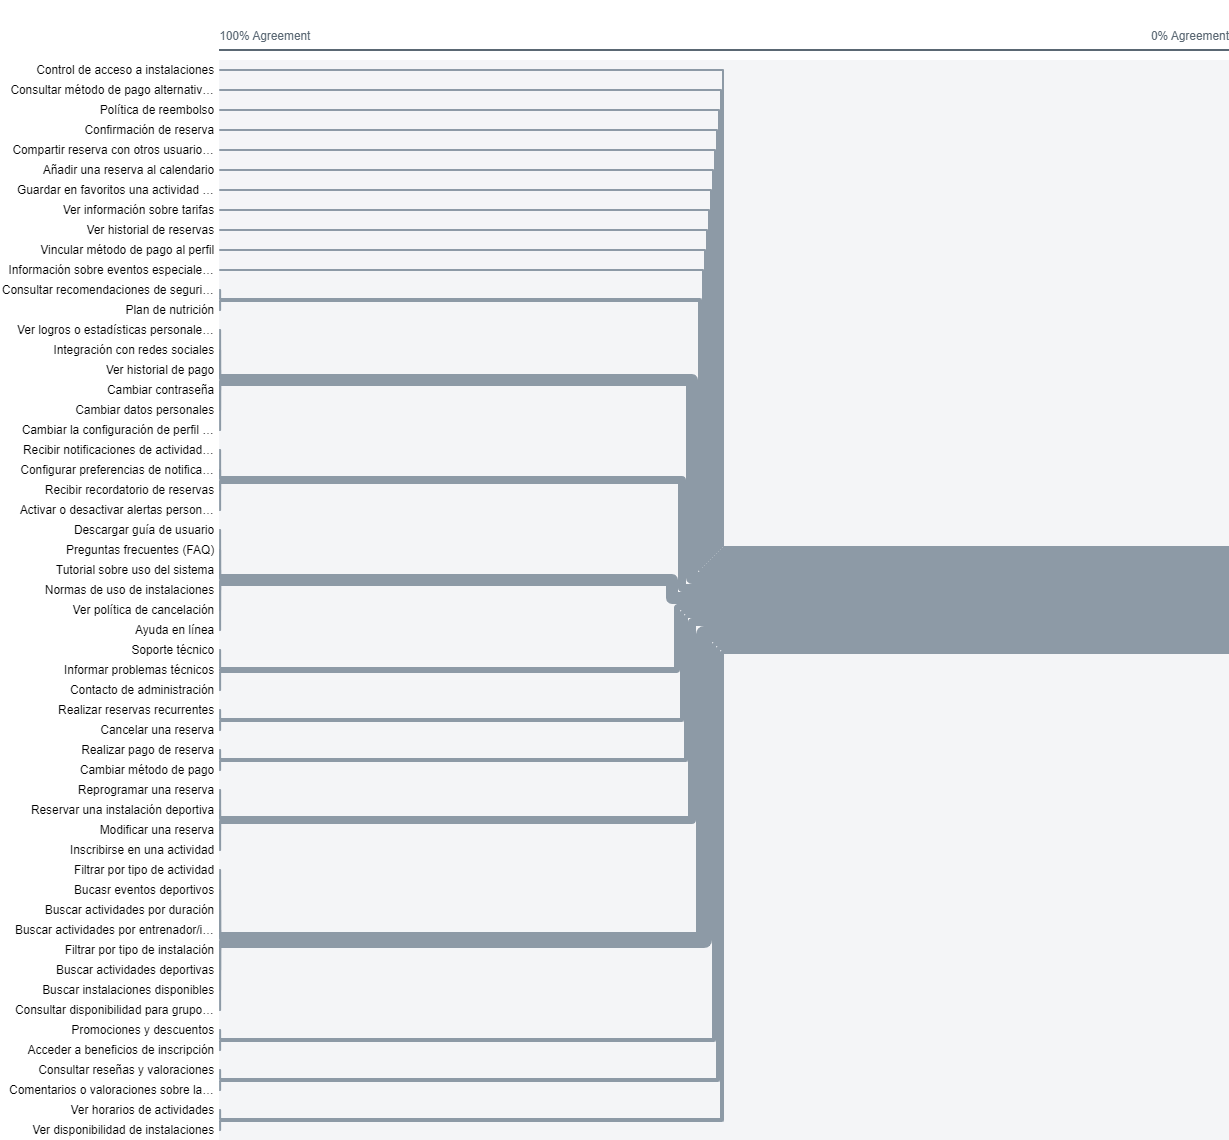 100% Agreement 0% Agreement
Control de acceso a instalaciones
Consultar método de pago alternativ…
Política de reembolso
Confirmación de reserva
Compartir reserva con otros usuario…
Añadir una reserva al calendario
Guardar en favoritos una actividad …
Ver información sobre tarifas
Ver historial de reservas
Vincular método de pago al perfil
Información sobre eventos especiale…
Consultar recomendaciones de seguri…
Plan de nutrición
Ver logros o estadísticas personale…
Integración con redes sociales
Ver historial de pago
Cambiar contraseña
Cambiar datos personales
Cambiar la configuración de perfil …
Recibir notificaciones de actividad…
Configurar preferencias de notifica…
Recibir recordatorio de reservas
Activar o desactivar alertas person…
Descargar guía de usuario
Preguntas frecuentes (FAQ)
Tutorial sobre uso del sistema
Normas de uso de instalaciones
Ver política de cancelación
Ayuda en línea
Soporte técnico
Informar problemas técnicos
Contacto de administración
Realizar reservas recurrentes
Cancelar una reserva
Realizar pago de reserva
Cambiar método de pago
Reprogramar una reserva
Reservar una instalación deportiva
Modificar una reserva
Inscribirse en una actividad
Filtrar por tipo de actividad
Bucasr eventos deportivos
Buscar actividades por duración
Buscar actividades por entrenador/i…
Filtrar por tipo de instalación
Buscar actividades deportivas
Buscar instalaciones disponibles
Consultar disponibilidad para grupo…
Promociones y descuentos
Acceder a beneficios de inscripción
Consultar reseñas y valoraciones
Comentarios o valoraciones sobre la…
Ver horarios de actividades
Ver disponibilidad de instalaciones